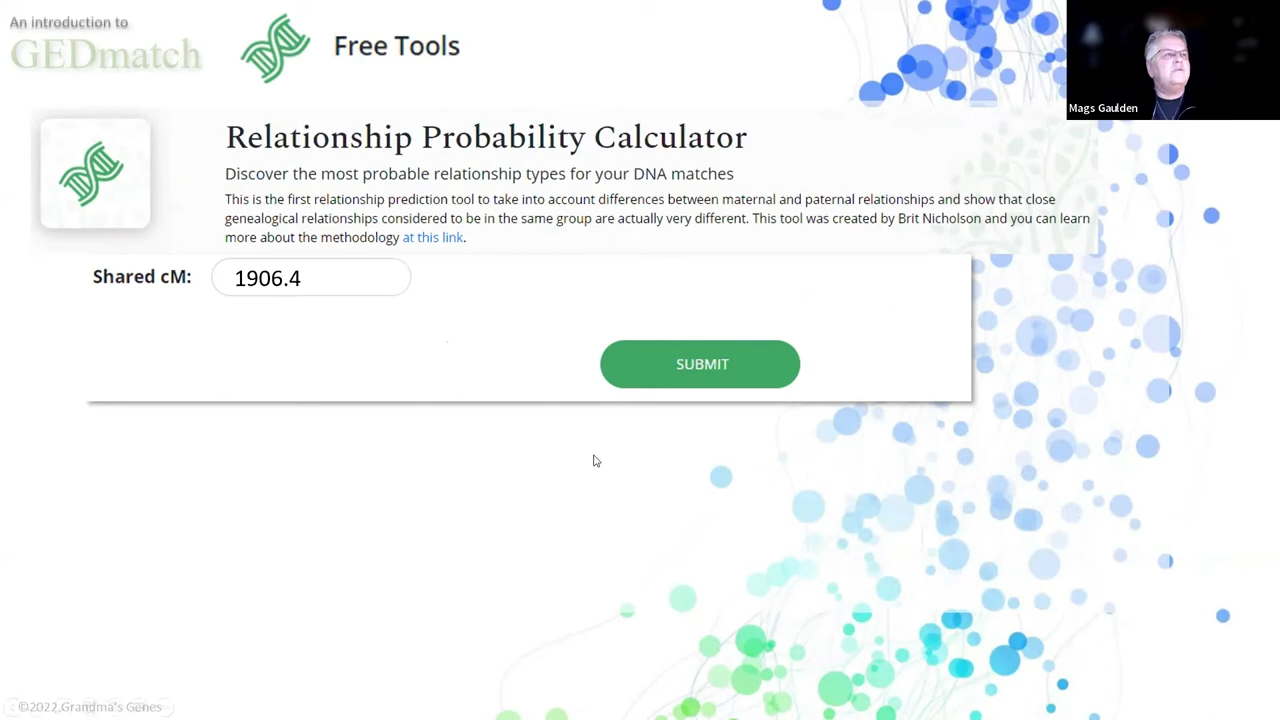 An introduction to
GEDmatch
Free Tools
Mags Gaulden
Relationship Probability Calculator
Discover the most probable relationship types for your DNA matches
This is the first relationship prediction tool to take into account differences between maternal and paternal relationships and show that close
genealogical relationships considered to be in the same group are actually very different. This tool was created by Brit Nicholson and you can learn
more about the methodology at this link.
Shared cM: 1906.4
SUBMIT
©2022,Grandma's Genes